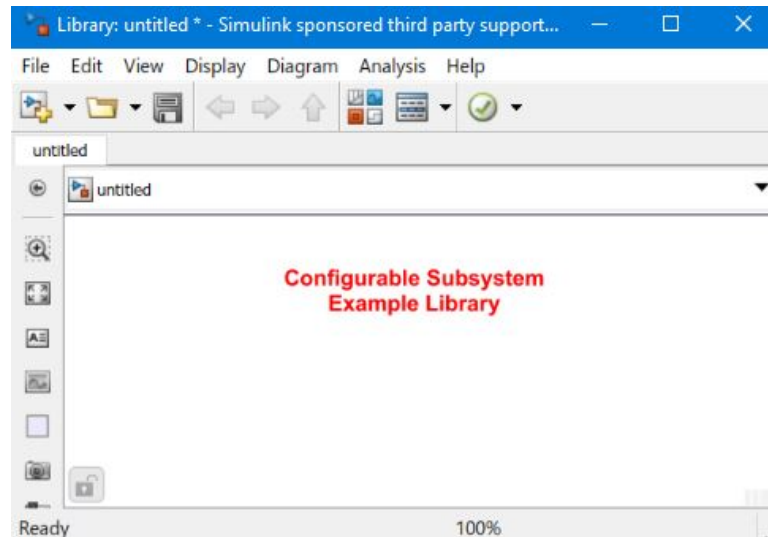 Library: untitled * - Simulink sponsored third party support...
File Edit View Display Diagram Analysis Help
untitled
untitled
Configurable Subsystem
Example Library
Ready 100%